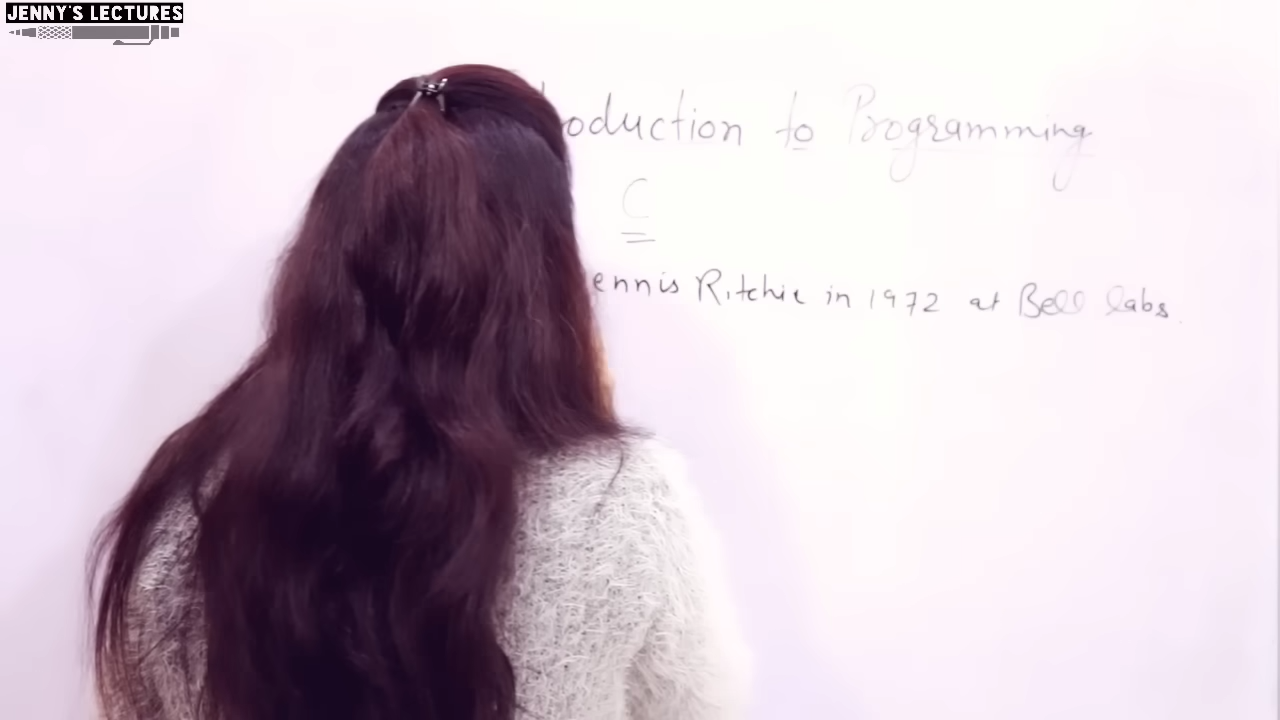 JENNY'S LECTURES
oduction to Programming
C
ennis Ritchie in 1972 at Bell labs.